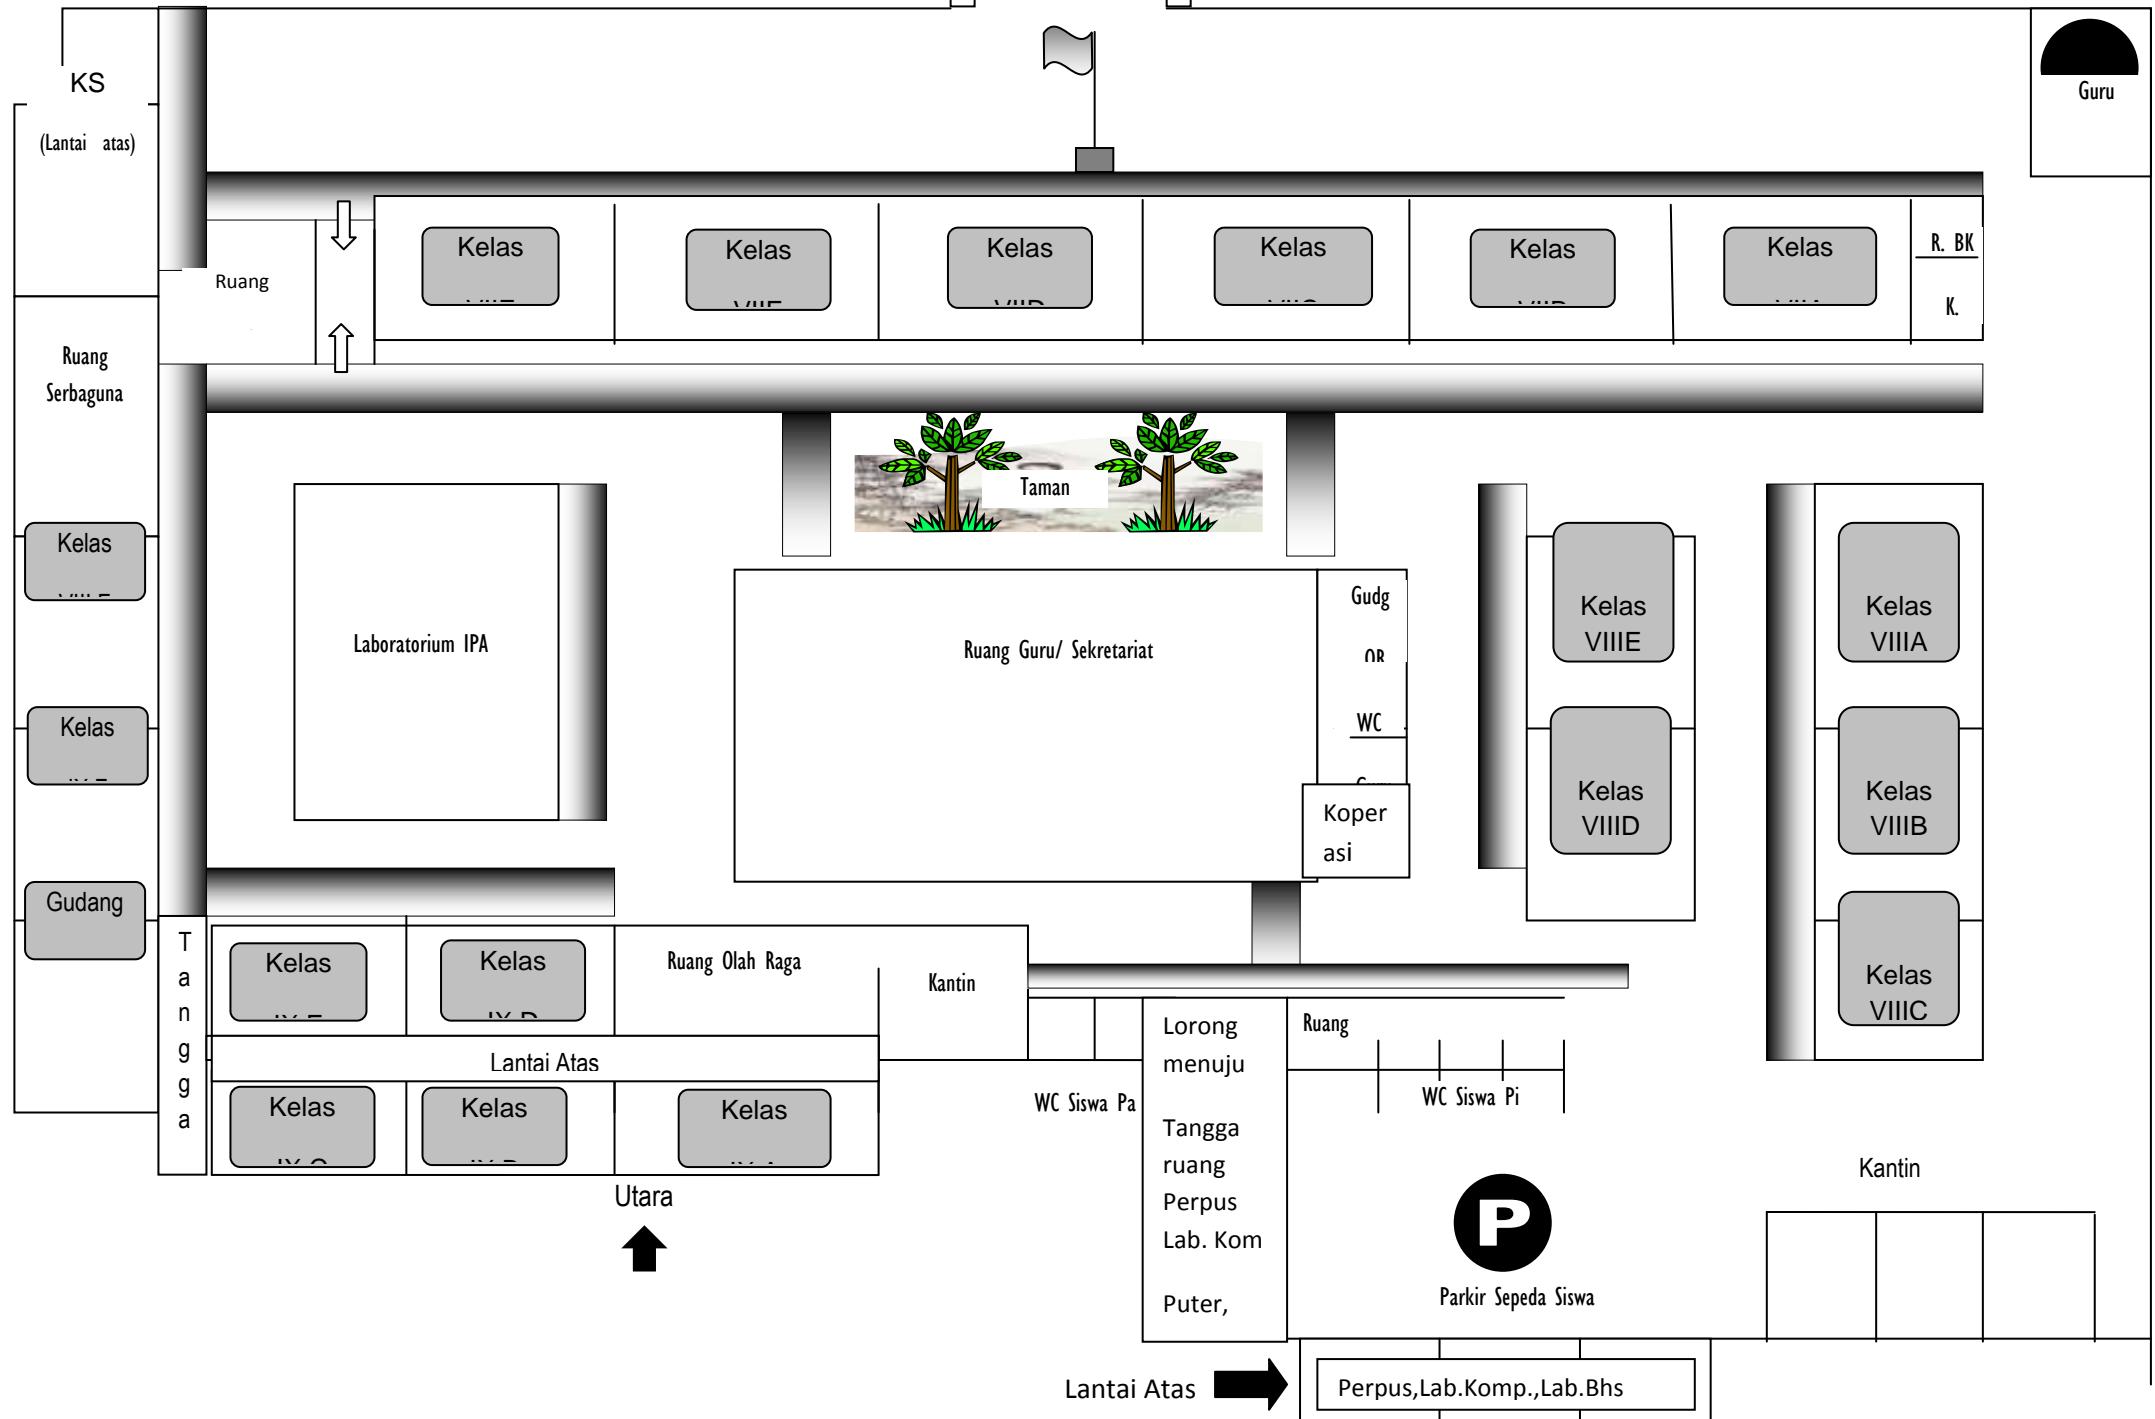 KS
(Lantai atas)
Guru
Ruang
Kelas
Kelas
Kelas
Kelas
Kelas
Kelas
R. BK
K.
Ruang
Serbaguna
Taman
Kelas
Kelas
Gudang
Laboratorium IPA
Ruang Guru/ Sekretariat
Gudg
OR
WC
Koper
asi
Kelas
VIIIE
Kelas
VIIID
Kelas
VIIIA
Kelas
VIIIB
Kelas
VIIIC
T
a
n
g
g
a
Kelas
Kelas
Ruang Olah Raga
Kantin
Lantai Atas
Kelas
Kelas
Kelas
Utara
WC Siswa Pa
Lorong
menuju
Tangga
ruang
Perpus
Lab. Kom
Puter,
Ruang
WC Siswa Pi
P
Parkir Sepeda Siswa
Kantin
Lantai Atas
Perpus,Lab.Komp.,Lab.Bhs